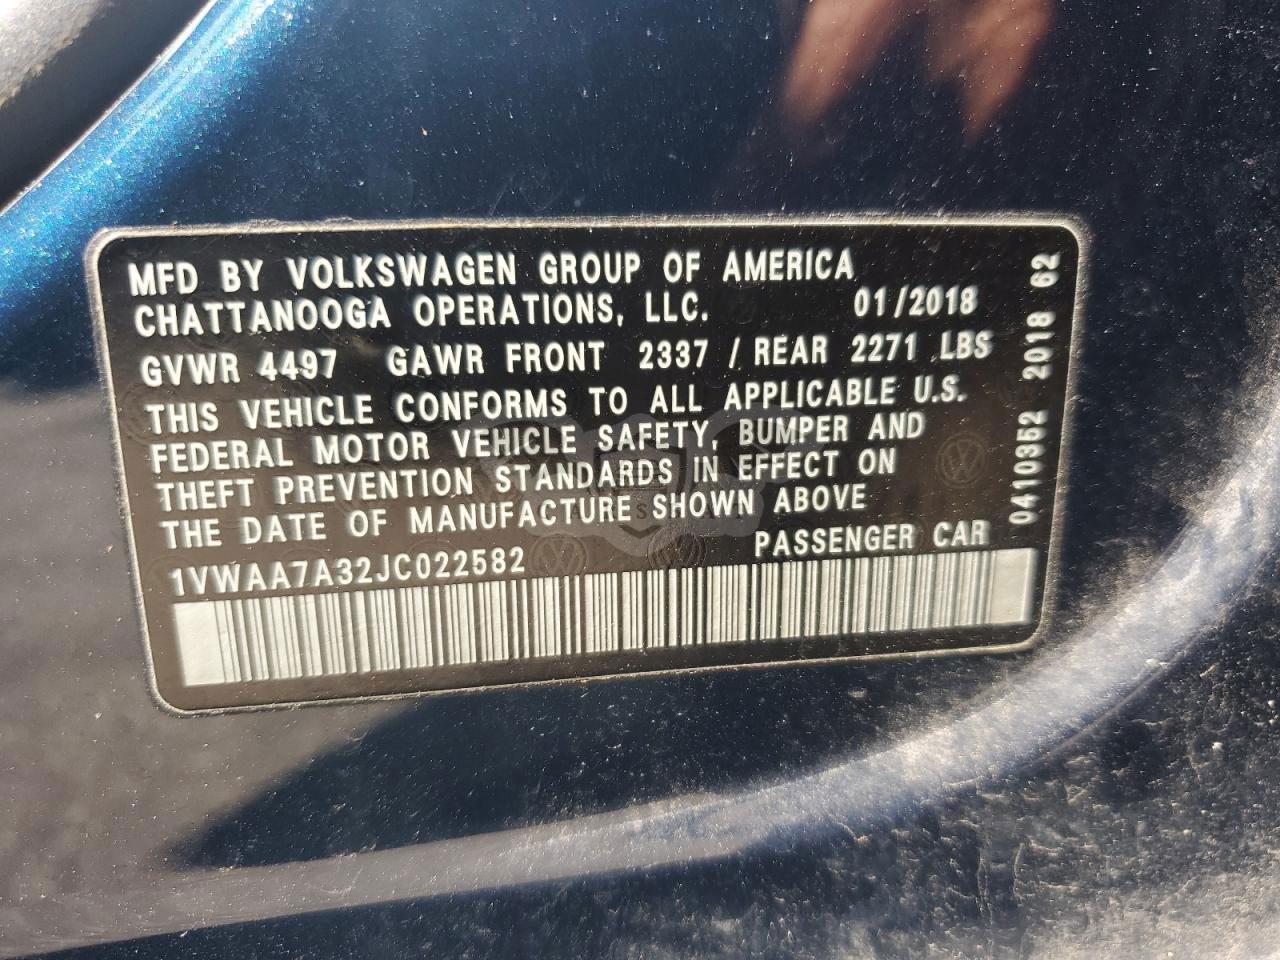 MFD BY VOLKSWAGEN GROUP OF AMERICA
CHATTANOOGA OPERATIONS, LLC. 01/2018
GVWR 4497 GAWR FRONT 2337 / REAR 2271 LBS
THIS VEHICLE CONFORMS TO ALL APPLICABLE U.S.
FEDERAL MOTOR VEHICLE SAFETY, BUMPER AND
THEFT PREVENTION STANDARDS IN EFFECT ON
THE DATE OF MANUFACTURE SHOWN ABOVE
1VWAA7A32JC022582 PASSENGER CAR
0410352 2018 62